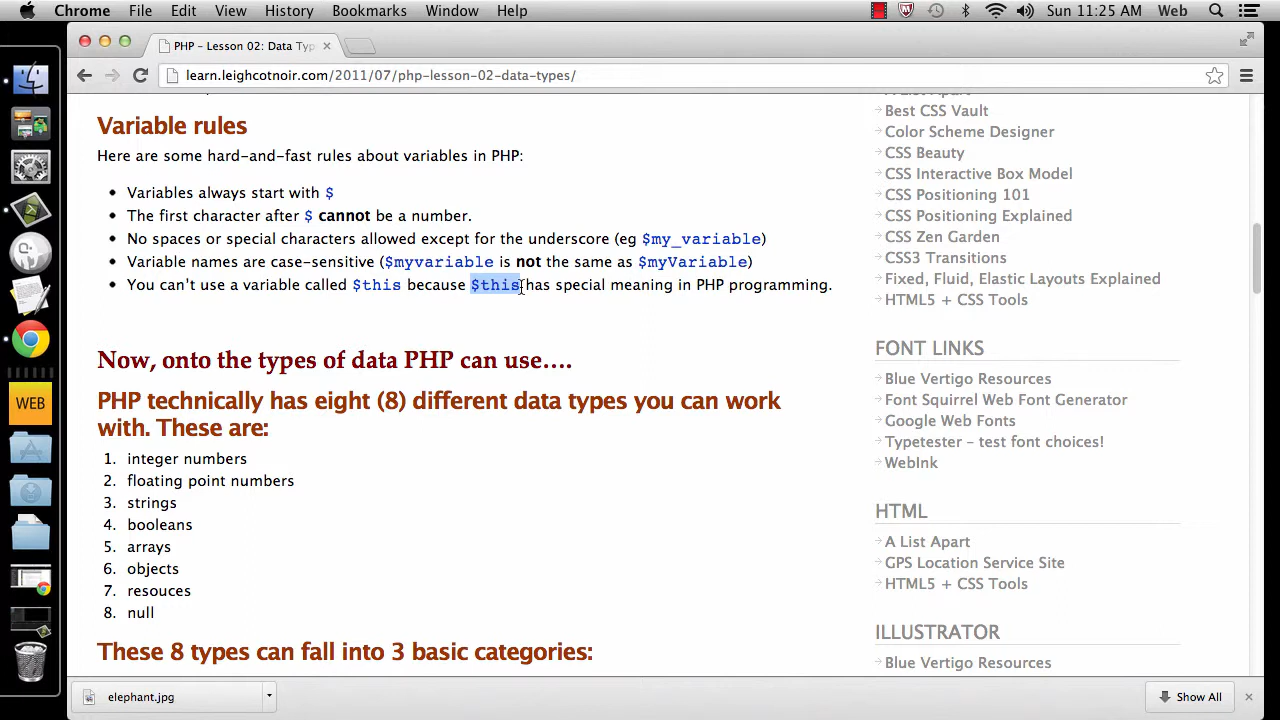 Chrome File Edit View History Bookmarks Window Help Sun 11:25 AM Web
PHP - Lesson 02: Data Typ
learn.leighcotnoir.com/2011/07/php-lesson-02-data-types/
Variable rules
Here are some hard-and-fast rules about variables in PHP:
• Variables always start with $
• The first character after $ cannot be a number.
• No spaces or special characters allowed except for the underscore (eg $my_variable)
• Variable names are case-sensitive ($myvariable is not the same as $myVariable)
• You can't use a variable called $this because $this has special meaning in PHP programming.
Now, onto the types of data PHP can use....
PHP technically has eight (8) different data types you can work
with. These are:
1. integer numbers
2. floating point numbers
3. strings
4. booleans
5. arrays
6. objects
7. resouces
8. null
These 8 types can fall into 3 basic categories:
Best CSS Vault
Color Scheme Designer
CSS Beauty
CSS Interactive Box Model
CSS Positioning 101
CSS Positioning Explained
CSS Zen Garden
CSS3 Transitions
Fixed, Fluid, Elastic Layouts Explained
HTML5 + CSS Tools
FONT LINKS
Blue Vertigo Resources
Font Squirrel Web Font Generator
Google Web Fonts
Typetester – test font choices!
WebInk
HTML
A List Apart
GPS Location Service Site
HTML5 + CSS Tools
ILLUSTRATOR
Blue Vertigo Resources
WEB
elephant.jpg
Show All